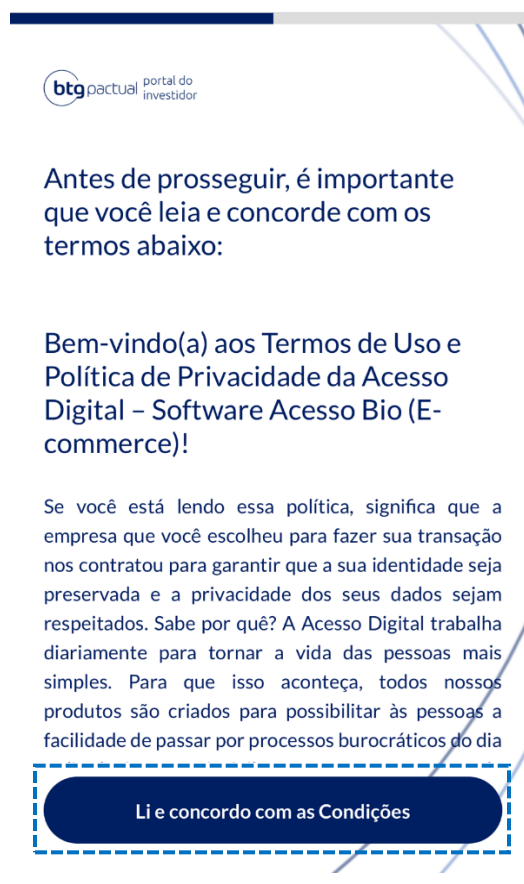 btg pactual portal do
investidor
Antes de prosseguir, é importante
que você leia e concorde com os
termos abaixo:
Bem-vindo(a) aos Termos de Uso e
Política de Privacidade da Acesso
Digital – Software Acesso Bio (E-
commerce)!
Se você está lendo essa política, significa que a
empresa que você escolheu para fazer sua transação
nos contratou para garantir que a sua identidade seja
preservada e a privacidade dos seus dados sejam
respeitados. Sabe por quê? A Acesso Digital trabalha
diariamente para tornar a vida das pessoas mais
simples. Para que isso aconteça, todos nossos
produtos são criados para possibilitar às pessoas a
facilidade de passar por processos burocráticos do dia
Li e concordo com as Condições